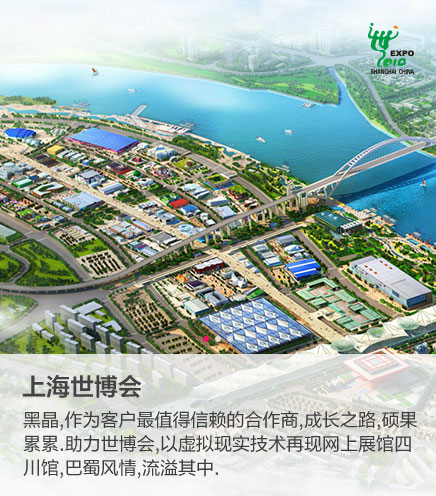 EXPO
2010
SHANGHAI CHINA
上海世博会
黑晶,作为客户最值得信赖的合作商,成长之路,硕果
累累.助力世博会,以虚拟现实技术再现网上展馆四
川馆,巴蜀风情,流溢其中.